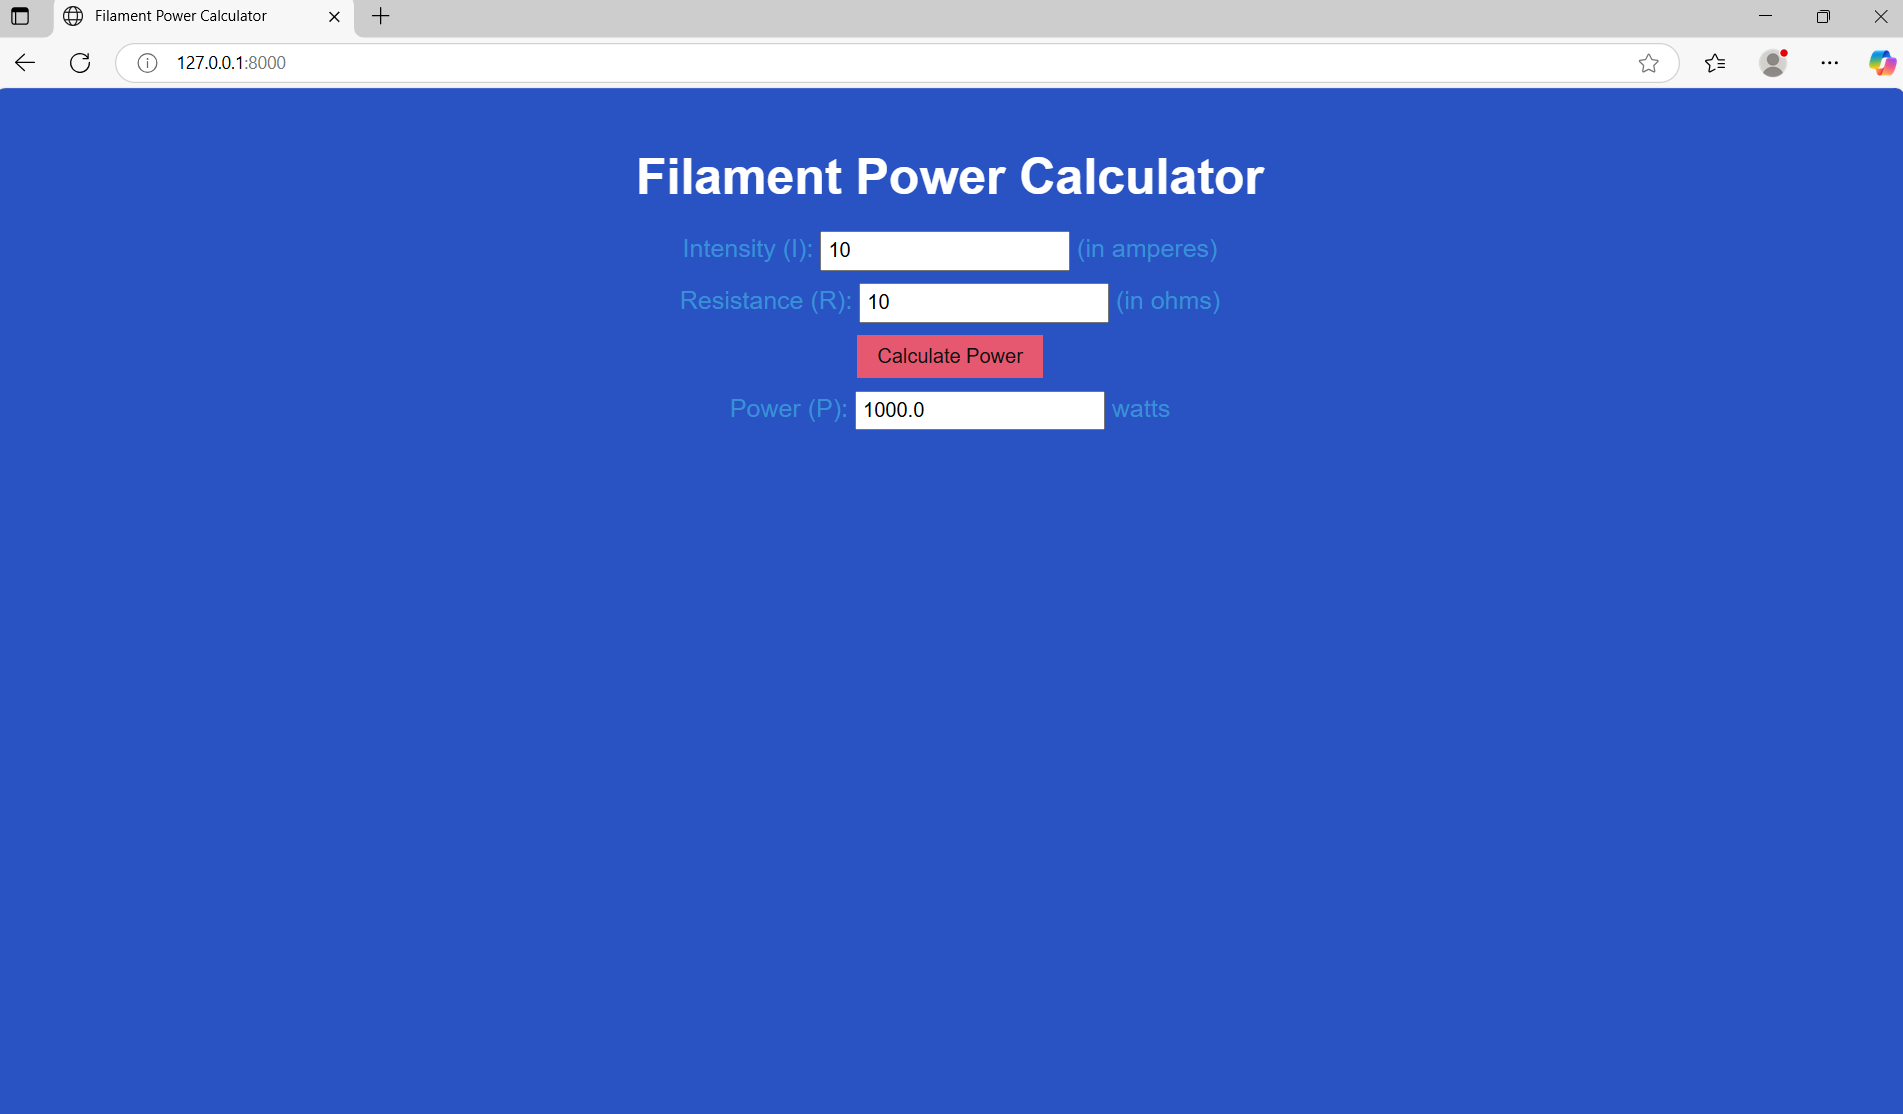 Filament Power Calculator
127.0.0.1:8000
Filament Power Calculator
Intensity (I): 10 (in amperes)
Resistance (R): 10 (in ohms)
Calculate Power
Power (P): 1000.0 watts